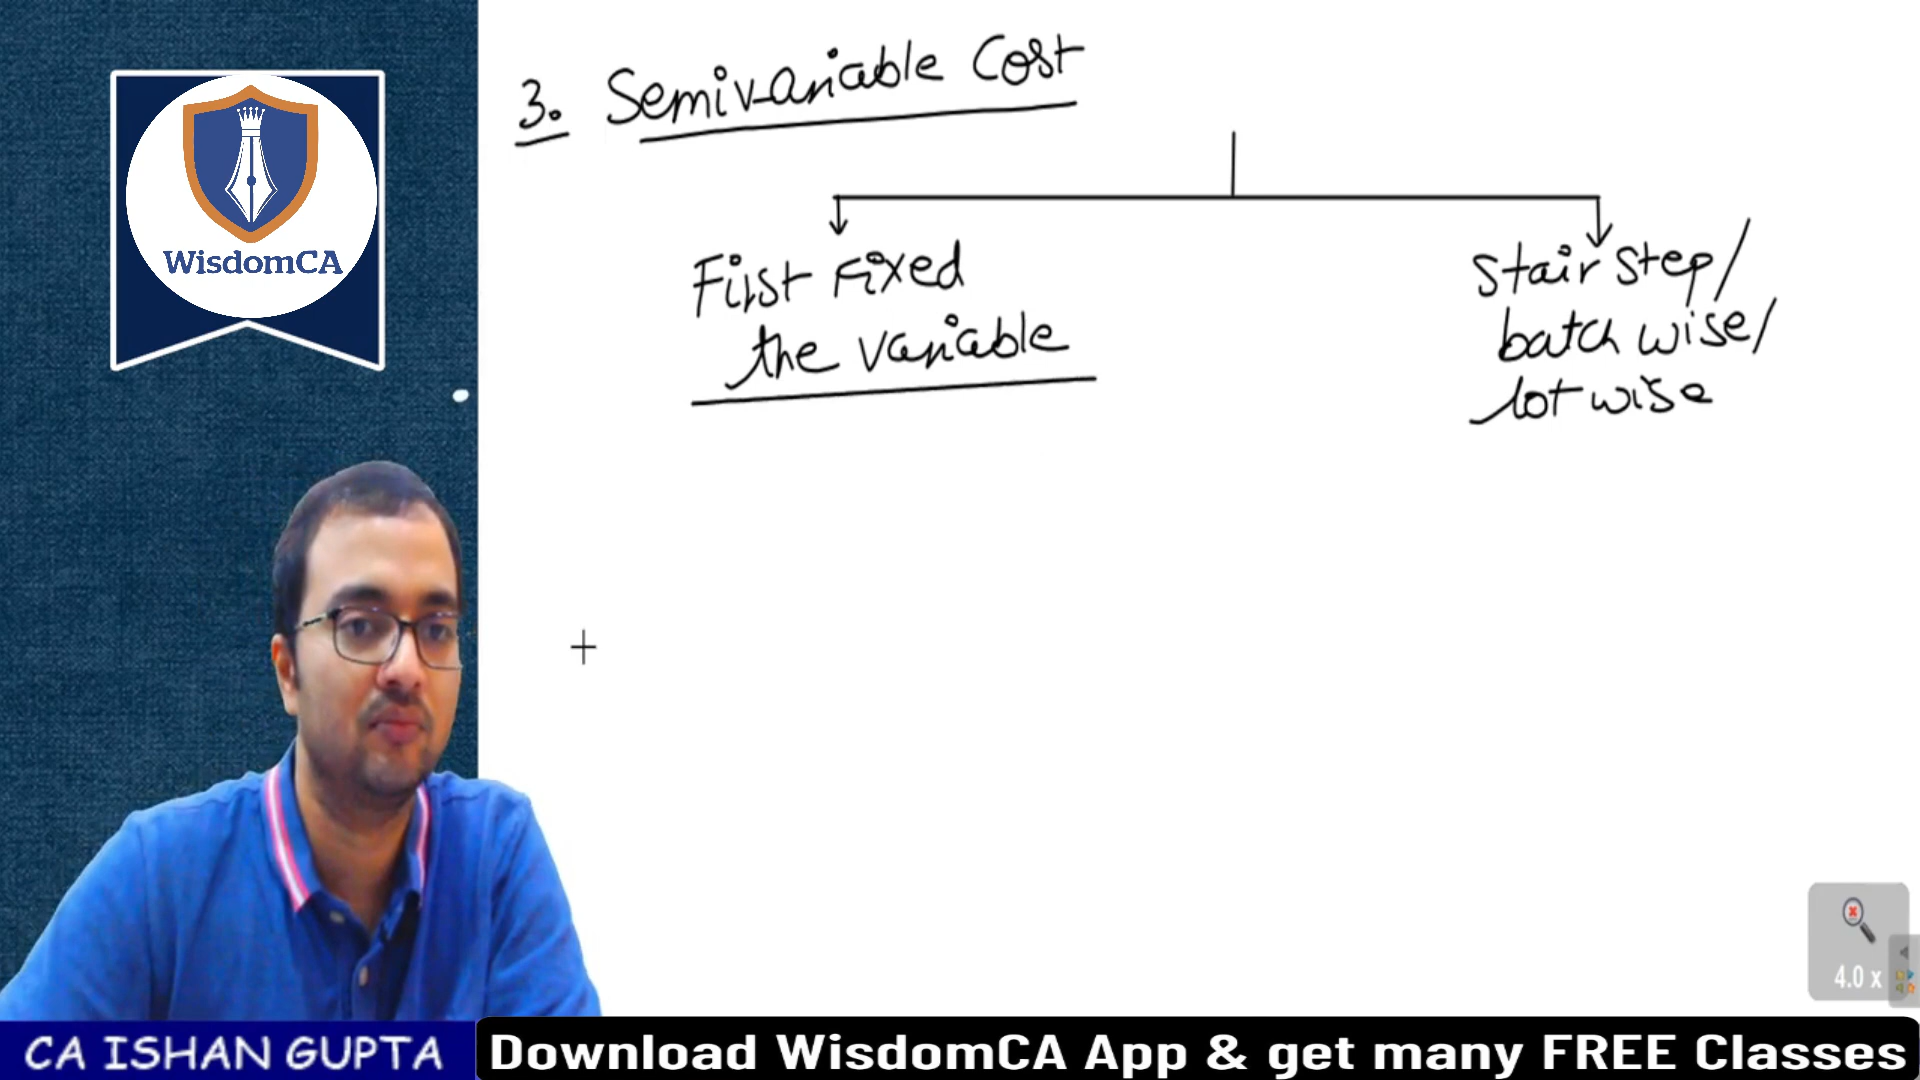 3. Semivariable Cost
First Fixed
the variable
Stair Step/
batch wise/
lot wise
WisdomCA
4.0 x
CA ISHAN GUPTA
Download WisdomCA App & get many FREE Classes